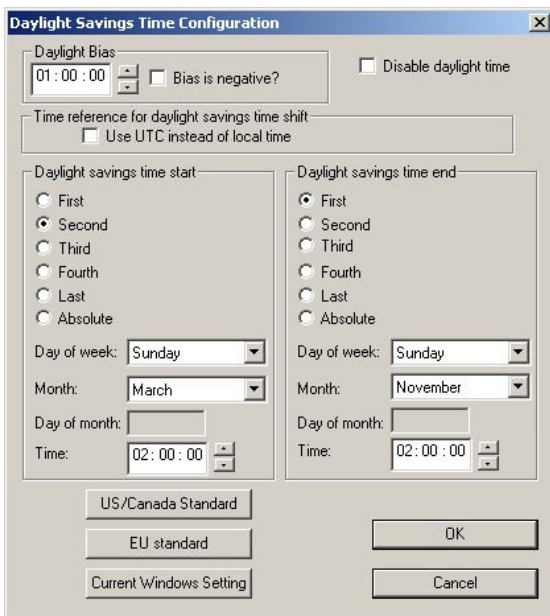 Daylight Savings Time Configuration
Daylight Bias
01:00:00
Bias is negative?
Disable daylight time
Time reference for daylight savings time shift
Use UTC instead of local time
Daylight savings time start
First
Second
Third
Fourth
Last
Absolute
Day of week: Sunday
Month: March
Day of month:
Time: 02:00:00
Daylight savings time end
First
Second
Third
Fourth
Last
Absolute
Day of week: Sunday
Month: November
Day of month:
Time: 02:00:00
US/Canada Standard
EU standard
Current Windows Setting
OK
Cancel